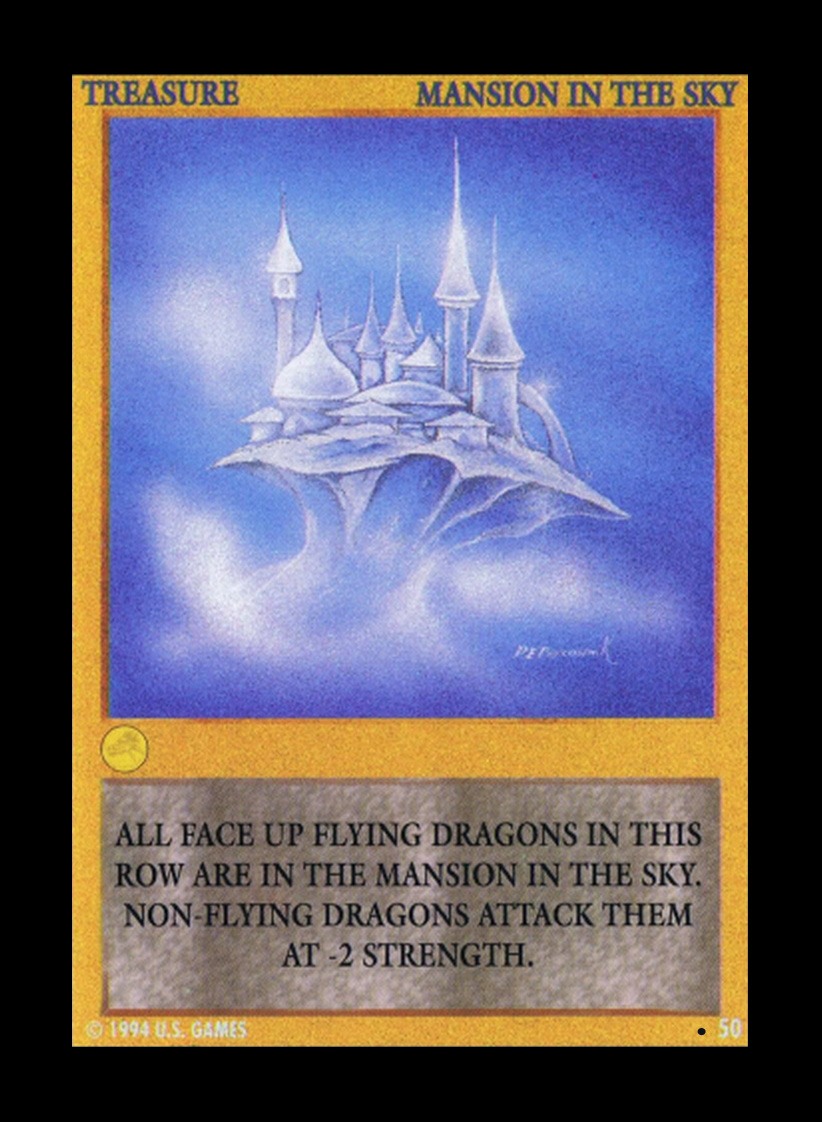 TREASURE MANSION IN THE SKY
ALL FACE UP FLYING DRAGONS IN THIS
ROW ARE IN THE MANSION IN THE SKY.
NON-FLYING DRAGONS ATTACK THEM
AT -2 STRENGTH.
© 1994 U.S. GAMES • 50